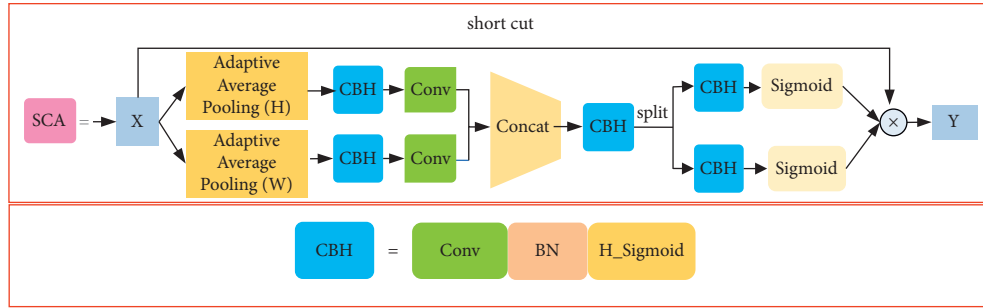 short cut
SCA
=
X
Adaptive
Average
Pooling (H)
CBH
Conv
Adaptive
Average
Pooling (W)
CBH
Conv
Concat
CBH
split
CBH
Sigmoid
CBH
Sigmoid
×
Y
CBH = Conv BN H_Sigmoid